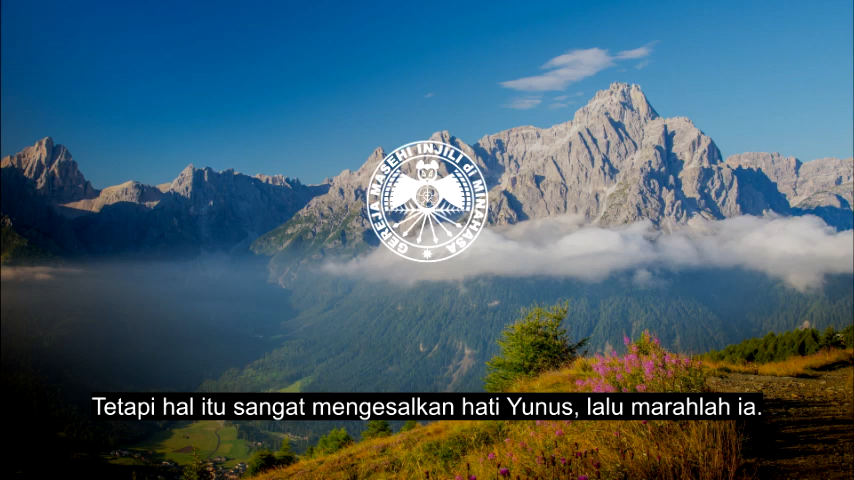 GEREJA MASEHI INJILI di MINAHASA
Tetapi hal itu sangat mengesalkan hati Yunus, lalu marahlah ia.